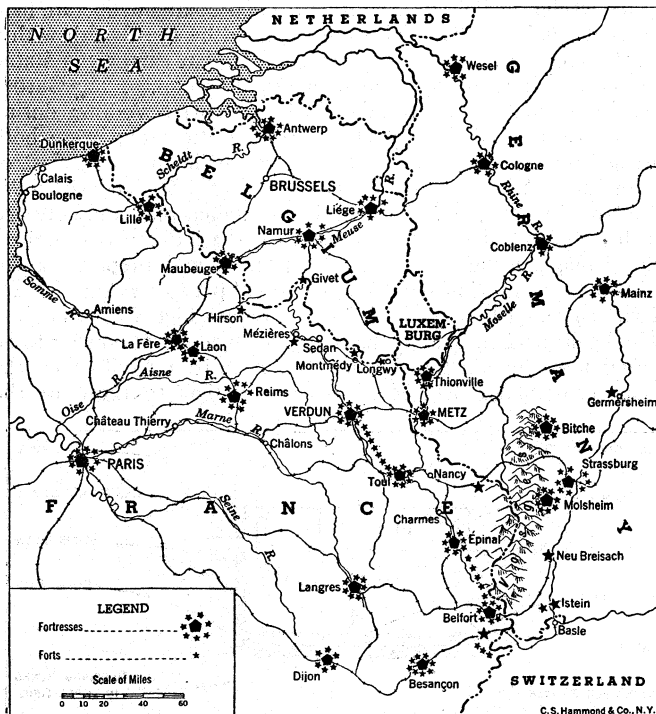 NORTH
SEA
NETHERLANDS
Wesel
GERMANY
Dunkerque
Antwerp
Calais
Boulogne
Scheldt R.
BELGIUM
BRUSSELS
Cologne
Lille
Liége
R.
Rhine R.
Namur
Meuse
Coblenz
Maubeuge
Givet
Mainz
Somme R.
Amiens
Hirson
Mézières
LUXEM-
BURG
Moselle R.
La Fère
Laon
Sedan
Montmédy
Longwy
Thionville
Oise R.
Aisne R.
Reims
VERDUN
METZ
Germersheim
Bitche
Château Thierry
Marne R.
Châlons
Strassburg
PARIS
Toul
Nancy
Molsheim
FRANCE
Seine R.
Charmes
Épinal
Neu Breisach
Langres
Istein
Belfort
Basle
Dijon
Besançon
SWITZERLAND
LEGEND
Fortresses
Forts
Scale of Miles
0 10 20 40 60
C.S. Hammond & Co., N.Y.